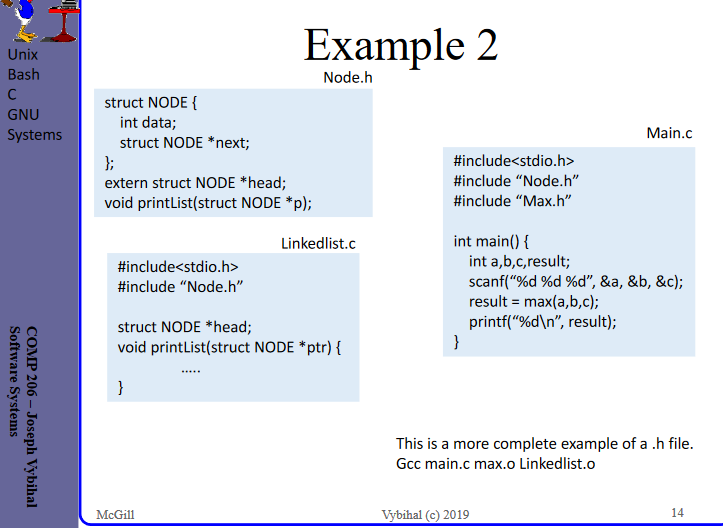 Example 2
Unix
Bash
C
GNU
Systems
COMP 206 – Joseph Vybihal
Software Systems
Node.h
struct NODE {
int data;
struct NODE *next;
};
extern struct NODE *head;
void printList(struct NODE *p);
Linkedlist.c
#include<stdio.h>
#include “Node.h”
struct NODE *head;
void printList(struct NODE *ptr) {
.....
}
Main.c
#include<stdio.h>
#include “Node.h”
#include “Max.h”
int main() {
int a,b,c,result;
scanf(“%d %d %d”, &a, &b, &c);
result = max(a,b,c);
printf(“%d\n”, result);
}
This is a more complete example of a .h file.
Gcc main.c max.o Linkedlist.o
McGill
Vybihal (c) 2019
14